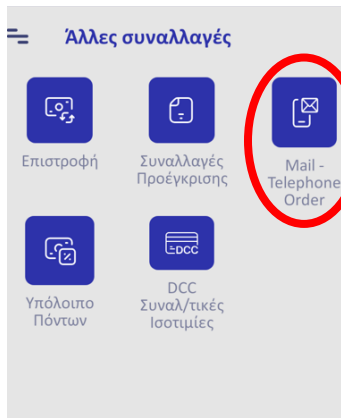 Άλλες συναλλαγές
Επιστροφή
Συναλλαγές
Προέγκρισης
Mail -
Telephone
Order
Υπόλοιπο
Πόντων
DCC
DCC
Συναλ/τικές
Ισοτιμίες